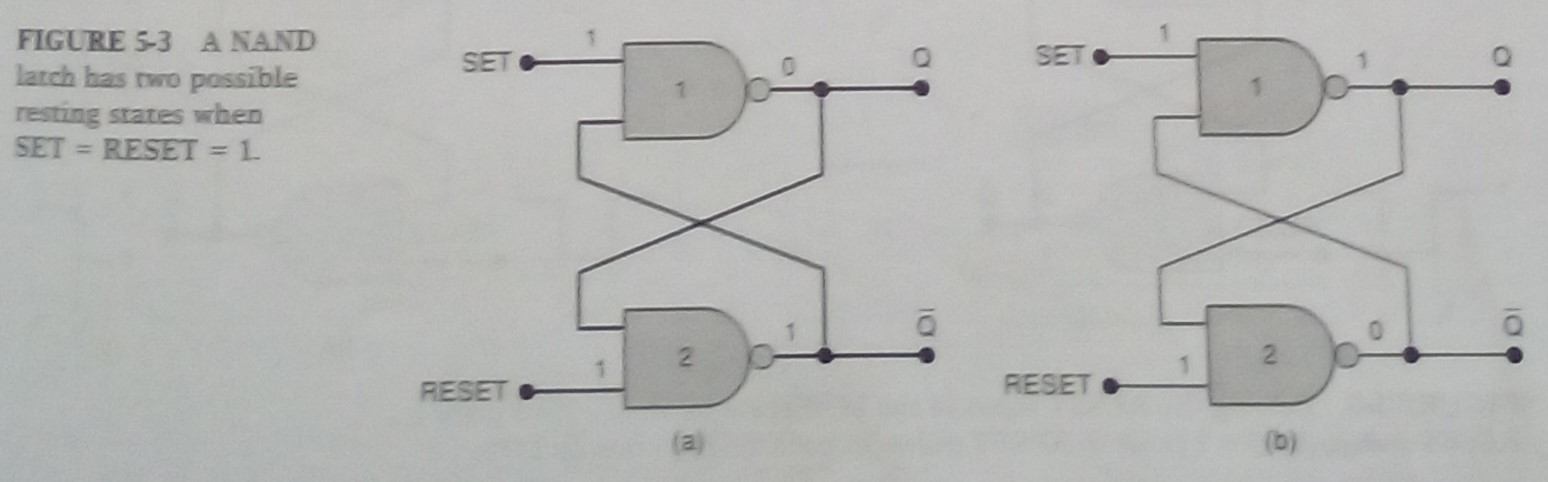 FIGURE 5-3 A NAND
latch has two possible
resting states when
SET = RESET = 1.
SET 1 1 0 Q
2 1 Q̅
RESET 1
(a)
SET 1 1 1 Q
2 0 Q̅
RESET 1
(b)